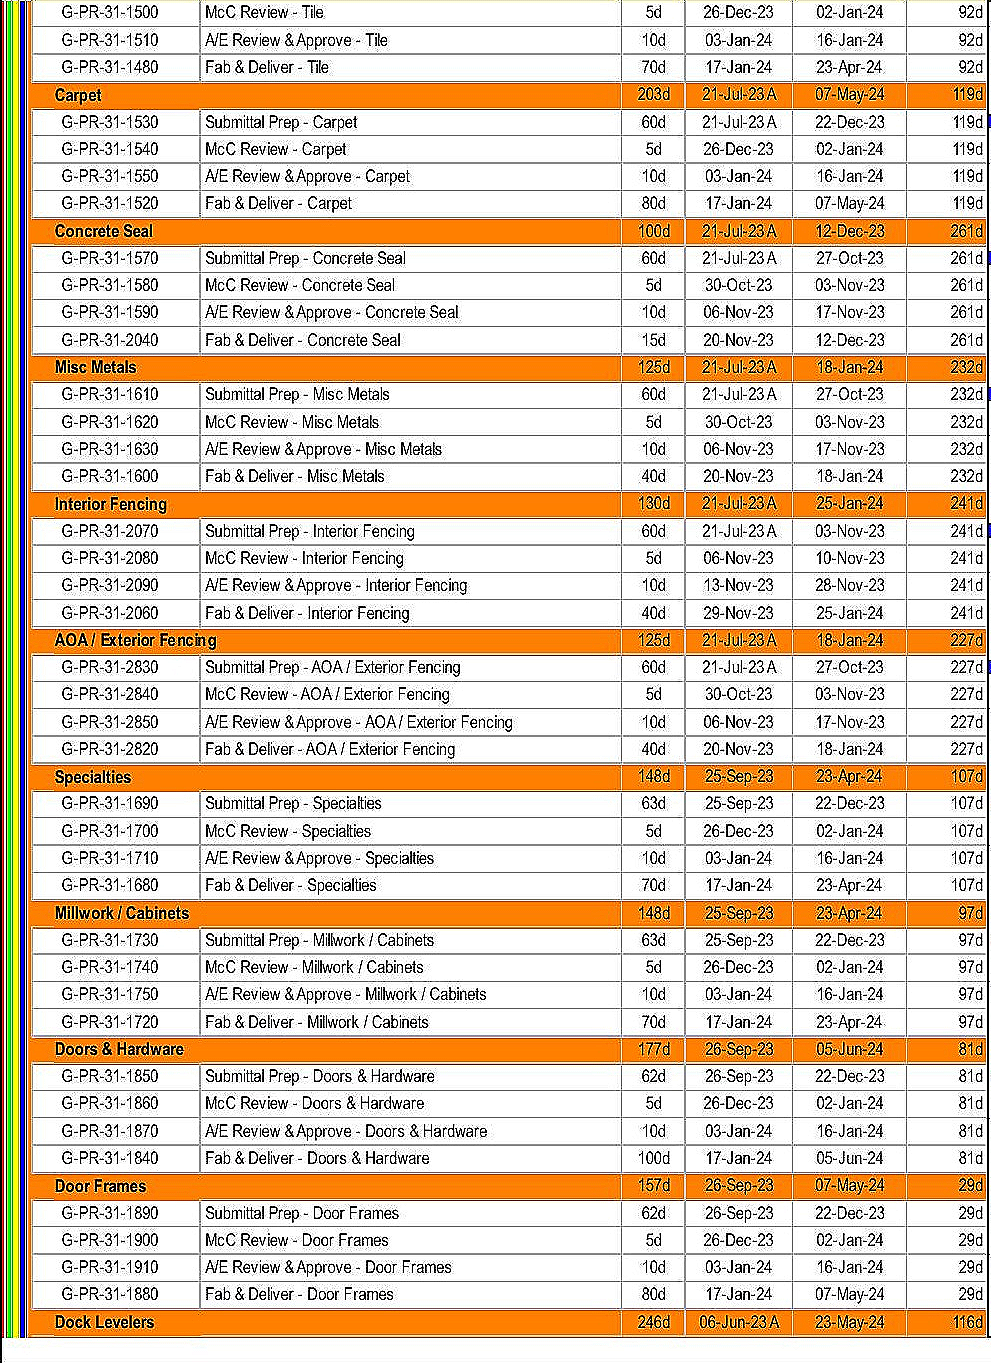 G-PR-31-1500 McC Review - Tile 5d 26-Dec-23 02-Jan-24 92d
G-PR-31-1510 A/E Review & Approve - Tile 10d 03-Jan-24 16-Jan-24 92d
G-PR-31-1480 Fab & Deliver - Tile 70d 17-Jan-24 23-Apr-24 92d
Carpet 203d 21-Jul-23 A 07-May-24 119d
G-PR-31-1530 Submittal Prep - Carpet 60d 21-Jul-23 A 22-Dec-23 119d
G-PR-31-1540 McC Review - Carpet 5d 26-Dec-23 02-Jan-24 119d
G-PR-31-1550 A/E Review & Approve - Carpet 10d 03-Jan-24 16-Jan-24 119d
G-PR-31-1520 Fab & Deliver - Carpet 80d 17-Jan-24 07-May-24 119d
Concrete Seal 100d 21-Jul-23 A 12-Dec-23 261d
G-PR-31-1570 Submittal Prep - Concrete Seal 60d 21-Jul-23 A 27-Oct-23 261d
G-PR-31-1580 McC Review - Concrete Seal 5d 30-Oct-23 03-Nov-23 261d
G-PR-31-1590 A/E Review & Approve - Concrete Seal 10d 06-Nov-23 17-Nov-23 261d
G-PR-31-2040 Fab & Deliver - Concrete Seal 15d 20-Nov-23 12-Dec-23 261d
Misc Metals 125d 21-Jul-23 A 18-Jan-24 232d
G-PR-31-1610 Submittal Prep - Misc Metals 60d 21-Jul-23 A 27-Oct-23 232d
G-PR-31-1620 McC Review - Misc Metals 5d 30-Oct-23 03-Nov-23 232d
G-PR-31-1630 A/E Review & Approve - Misc Metals 10d 06-Nov-23 17-Nov-23 232d
G-PR-31-1600 Fab & Deliver - Misc Metals 40d 20-Nov-23 18-Jan-24 232d
Interior Fencing 130d 21-Jul-23 A 25-Jan-24 241d
G-PR-31-2070 Submittal Prep - Interior Fencing 60d 21-Jul-23 A 03-Nov-23 241d
G-PR-31-2080 McC Review - Interior Fencing 5d 06-Nov-23 10-Nov-23 241d
G-PR-31-2090 A/E Review & Approve - Interior Fencing 10d 13-Nov-23 28-Nov-23 241d
G-PR-31-2060 Fab & Deliver - Interior Fencing 40d 29-Nov-23 25-Jan-24 241d
AOA / Exterior Fencing 125d 21-Jul-23 A 18-Jan-24 227d
G-PR-31-2830 Submittal Prep - AOA / Exterior Fencing 60d 21-Jul-23 A 27-Oct-23 227d
G-PR-31-2840 McC Review - AOA / Exterior Fencing 5d 30-Oct-23 03-Nov-23 227d
G-PR-31-2850 A/E Review & Approve - AOA / Exterior Fencing 10d 06-Nov-23 17-Nov-23 227d
G-PR-31-2820 Fab & Deliver - AOA / Exterior Fencing 40d 20-Nov-23 18-Jan-24 227d
Specialties 148d 25-Sep-23 23-Apr-24 107d
G-PR-31-1690 Submittal Prep - Specialties 63d 25-Sep-23 22-Dec-23 107d
G-PR-31-1700 McC Review - Specialties 5d 26-Dec-23 02-Jan-24 107d
G-PR-31-1710 A/E Review & Approve - Specialties 10d 03-Jan-24 16-Jan-24 107d
G-PR-31-1680 Fab & Deliver - Specialties 70d 17-Jan-24 23-Apr-24 107d
Millwork / Cabinets 148d 25-Sep-23 23-Apr-24 97d
G-PR-31-1730 Submittal Prep - Millwork / Cabinets 63d 25-Sep-23 22-Dec-23 97d
G-PR-31-1740 McC Review - Millwork / Cabinets 5d 26-Dec-23 02-Jan-24 97d
G-PR-31-1750 A/E Review & Approve - Millwork / Cabinets 10d 03-Jan-24 16-Jan-24 97d
G-PR-31-1720 Fab & Deliver - Millwork / Cabinets 70d 17-Jan-24 23-Apr-24 97d
Doors & Hardware 177d 26-Sep-23 05-Jun-24 81d
G-PR-31-1850 Submittal Prep - Doors & Hardware 62d 26-Sep-23 22-Dec-23 81d
G-PR-31-1860 McC Review - Doors & Hardware 5d 26-Dec-23 02-Jan-24 81d
G-PR-31-1870 A/E Review & Approve - Doors & Hardware 10d 03-Jan-24 16-Jan-24 81d
G-PR-31-1840 Fab & Deliver - Doors & Hardware 100d 17-Jan-24 05-Jun-24 81d
Door Frames 157d 26-Sep-23 07-May-24 29d
G-PR-31-1890 Submittal Prep - Door Frames 62d 26-Sep-23 22-Dec-23 29d
G-PR-31-1900 McC Review - Door Frames 5d 26-Dec-23 02-Jan-24 29d
G-PR-31-1910 A/E Review & Approve - Door Frames 10d 03-Jan-24 16-Jan-24 29d
G-PR-31-1880 Fab & Deliver - Door Frames 80d 17-Jan-24 07-May-24 29d
Dock Levelers 246d 06-Jun-23 A 23-May-24 116d